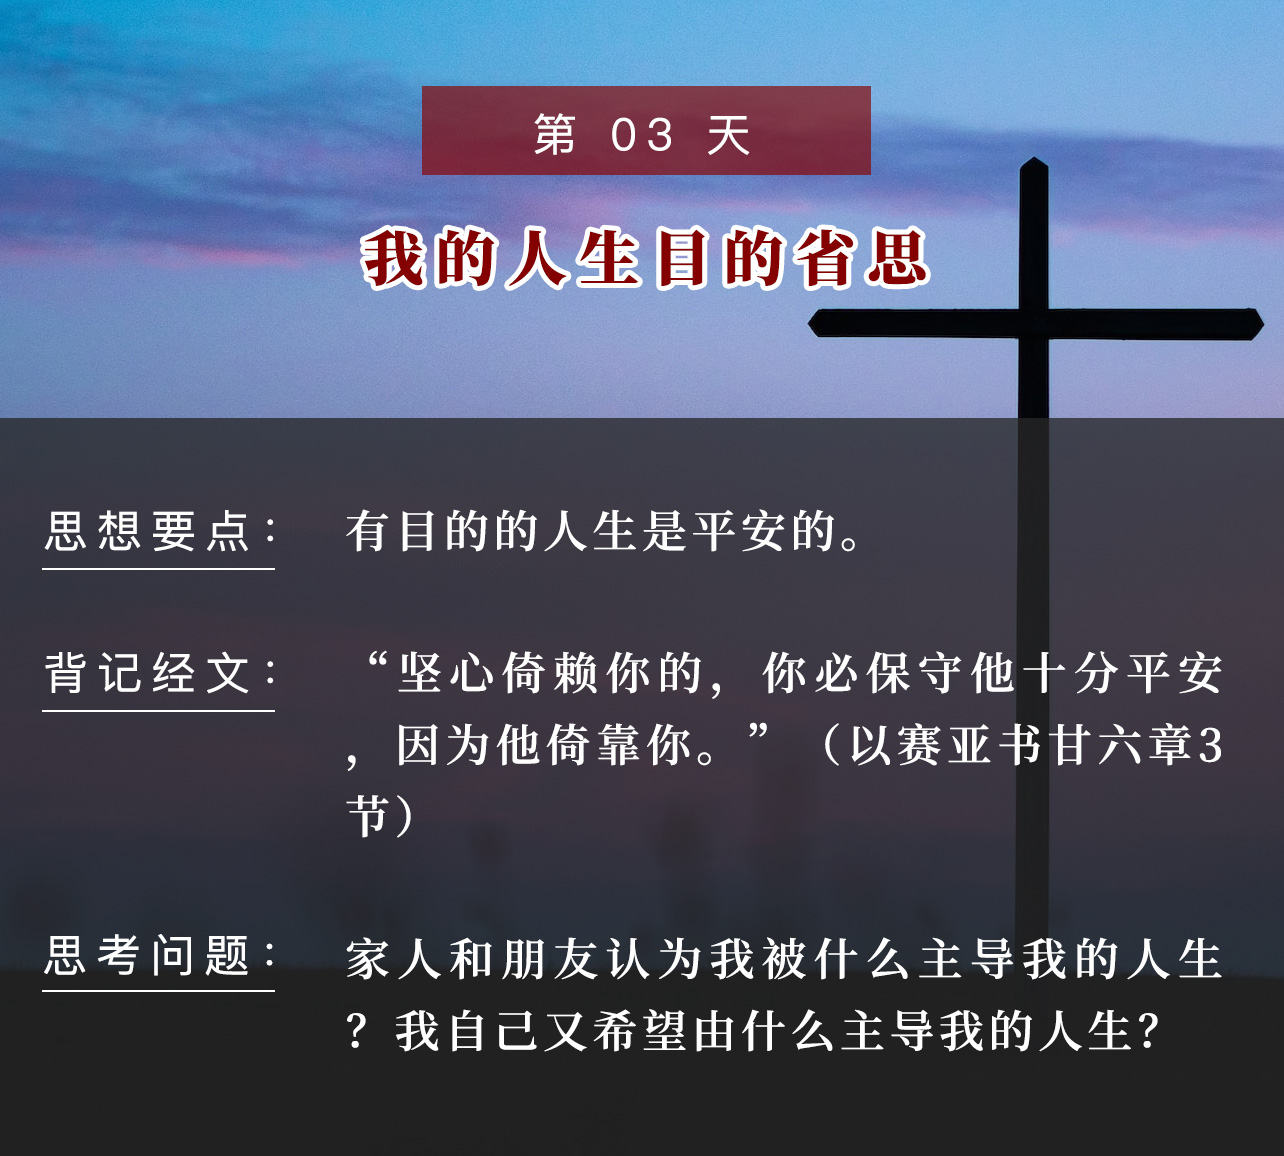 第 03 天
我的人生目的省思
思想要点： 有目的的人生是平安的。
背记经文： “坚心倚赖你的，你必保守他十分平安
，因为他倚靠你。”（以赛亚书甘六章3
节）
思考问题： 家人和朋友认为我被什么主导我的人生
？我自己又希望由什么主导我的人生？